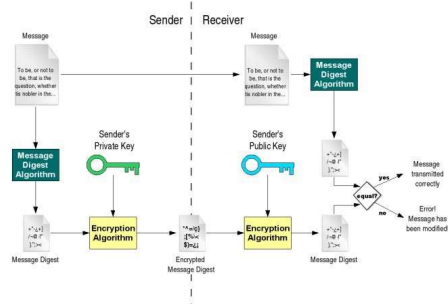 Sender
Receiver
Message
To be, or not to
be, that is the
question, whether
tis nobler in the...
Message
Digest
Algorithm
Message Digest
Sender's
Private Key
Encryption
Algorithm
Encrypted
Message Digest
Message
To be, or not to
be, that is the
question, whether
tis nobler in the...
Message
Digest
Algorithm
Sender's
Public Key
Encryption
Algorithm
Message Digest
equal?
yes
no
Message
transmitted
correctly
Error!
Message has
been modified